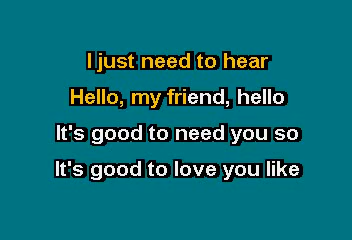 I just need to hear
Hello, my friend, hello
It's good to need you so
It's good to love you like